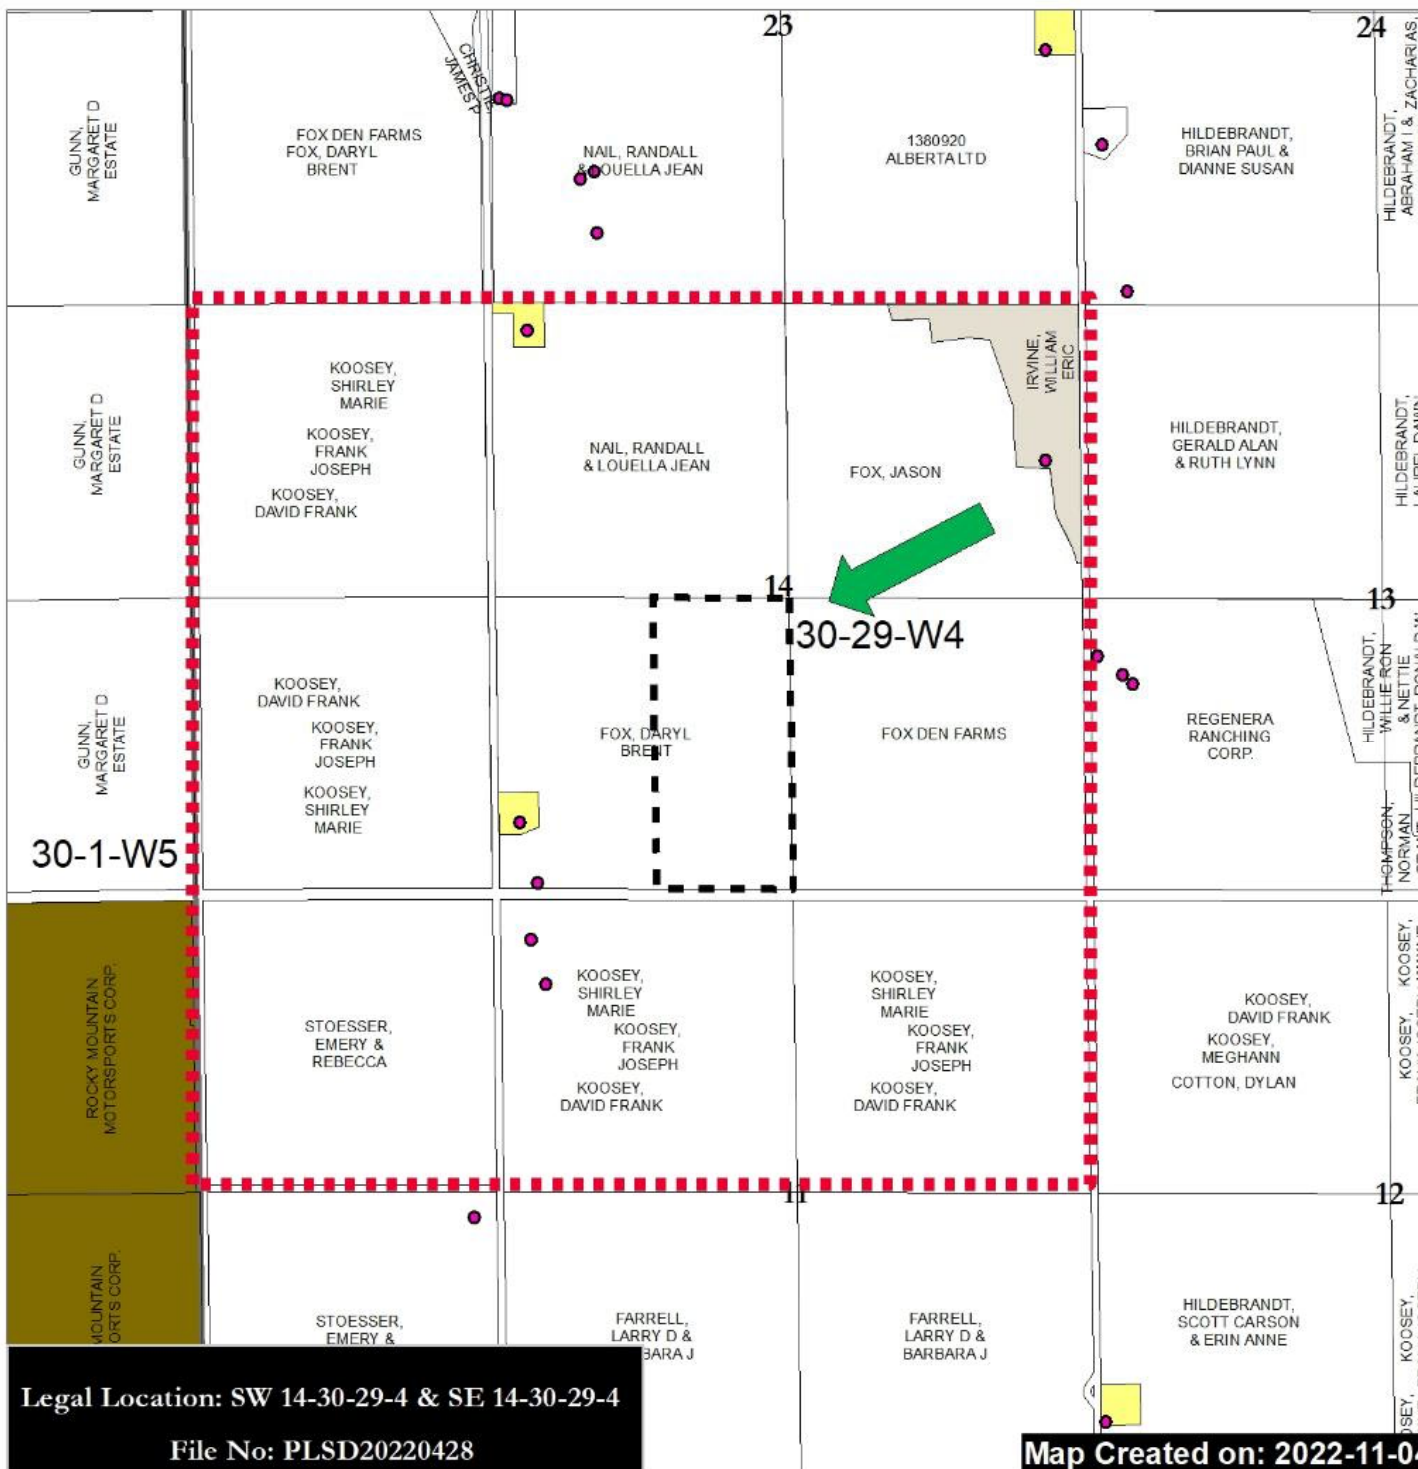 23
24
GUNN,
MARGARET D
ESTATE
FOX DEN FARMS
FOX, DARYL
BRENT
CHRISTIE,
JAMES P
NAIL, RANDALL
& LOUELLA JEAN
1380920
ALBERTA LTD
HILDEBRANDT,
BRIAN PAUL &
DIANNE SUSAN
HILDEBRANDT,
ABRAHAM I & ZACHARIAS,
GUNN,
MARGARET D
ESTATE
KOOSEY,
SHIRLEY
MARIE
KOOSEY,
FRANK
JOSEPH
KOOSEY,
DAVID FRANK
NAIL, RANDALL
& LOUELLA JEAN
FOX, JASON
IRVINE,
WILLIAM
ERIC
HILDEBRANDT,
GERALD ALAN
& RUTH LYNN
HILDEBRANDT,
14
13
30-29-W4
GUNN,
MARGARET D
ESTATE
KOOSEY,
DAVID FRANK
KOOSEY,
FRANK
JOSEPH
KOOSEY,
SHIRLEY
MARIE
FOX, DARYL
BRENT
FOX DEN FARMS
REGENERA
RANCHING
CORP.
HILDEBRANDT,
WILLIE RON
& NETTIE
THOMPSON,
NORMAN
30-1-W5
ROCKY MOUNTAIN
MOTORSPORTS CORP.
STOESSER,
EMERY &
REBECCA
KOOSEY,
SHIRLEY
MARIE
KOOSEY,
FRANK
JOSEPH
KOOSEY,
DAVID FRANK
KOOSEY,
SHIRLEY
MARIE
KOOSEY,
FRANK
JOSEPH
KOOSEY,
DAVID FRANK
KOOSEY,
DAVID FRANK
KOOSEY,
MEGHANN
COTTON, DYLAN
KOOSEY, KOOSEY,
11
12
MOUNTAIN
ORTS CORP.
STOESSER,
EMERY &
FARRELL,
LARRY D &
BARA J
FARRELL,
LARRY D &
BARBARA J
HILDEBRANDT,
SCOTT CARSON
& ERIN ANNE
OSEY, KOOSEY,
Legal Location: SW 14-30-29-4 & SE 14-30-29-4
File No: PLSD20220428
Map Created on: 2022-11-04